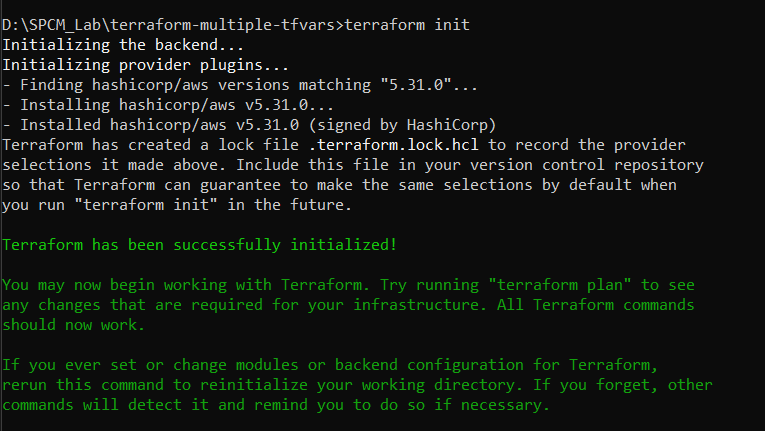 D:\SPCM_Lab\terraform-multiple-tfvars>terraform init
Initializing the backend...
Initializing provider plugins...
- Finding hashicorp/aws versions matching "5.31.0"...
- Installing hashicorp/aws v5.31.0...
- Installed hashicorp/aws v5.31.0 (signed by HashiCorp)
Terraform has created a lock file .terraform.lock.hcl to record the provider
selections it made above. Include this file in your version control repository
so that Terraform can guarantee to make the same selections by default when
you run "terraform init" in the future.
Terraform has been successfully initialized!
You may now begin working with Terraform. Try running "terraform plan" to see
any changes that are required for your infrastructure. All Terraform commands
should now work.
If you ever set or change modules or backend configuration for Terraform,
rerun this command to reinitialize your working directory. If you forget, other
commands will detect it and remind you to do so if necessary.